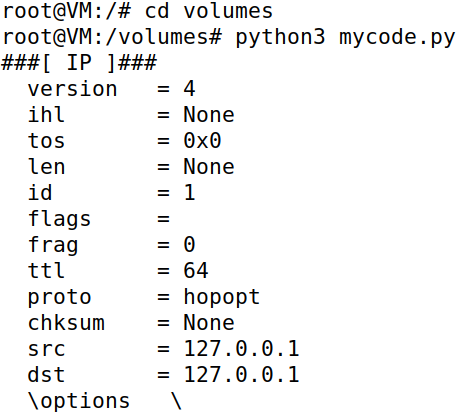 root@VM:/# cd volumes
root@VM:/volumes# python3 mycode.py
###[ IP ]###
  version   = 4
  ihl       = None
  tos       = 0x0
  len       = None
  id        = 1
  flags     =
  frag      = 0
  ttl       = 64
  proto     = hopopt
  chksum    = None
  src       = 127.0.0.1
  dst       = 127.0.0.1
  \options   \